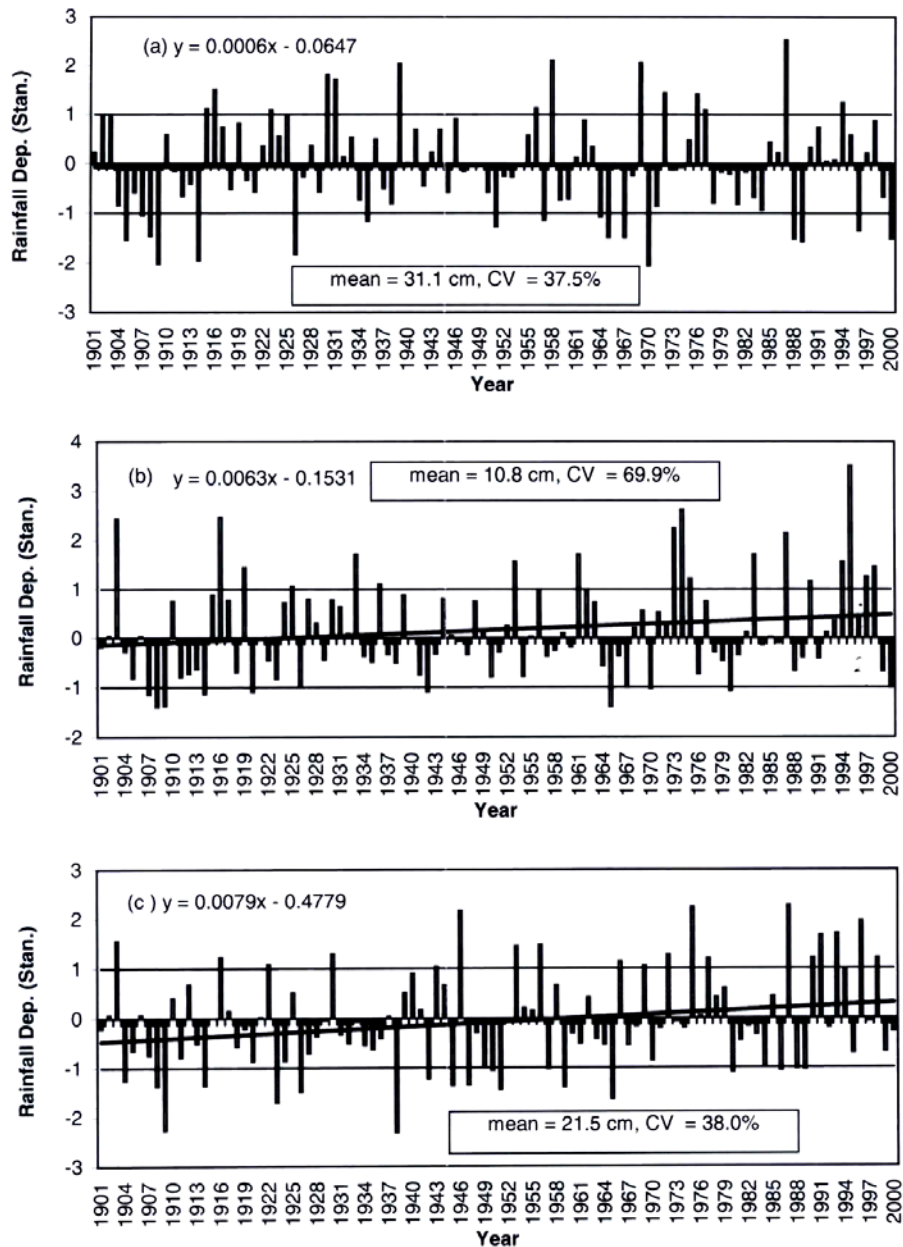 3
(a) y = 0.0006x - 0.0647
2
1
0
-1
-2
-3
Rainfall Dep. (Stan.)
mean = 31.1 cm, CV = 37.5%
1901 1904 1907 1910 1913 1916 1919 1922 1925 1928 1931 1934 1937 1940 1943 1946 1949 1952 1955 1958 1961 1964 1967 1970 1973 1976 1979 1982 1985 1988 1991 1994 1997 2000
Year
4
(b) y = 0.0063x - 0.1531
mean = 10.8 cm, CV = 69.9%
3
2
1
0
-1
-2
Rainfall Dep. (Stan.)
1901 1904 1907 1910 1913 1916 1919 1922 1925 1928 1931 1934 1937 1940 1943 1946 1949 1952 1955 1958 1961 1964 1967 1970 1973 1976 1979 1982 1985 1988 1991 1994 1997 2000
Year
3
(c ) y = 0.0079x - 0.4779
2
1
0
-1
-2
-3
Rainfall Dep. (Stan.)
mean = 21.5 cm, CV = 38.0%
1901 1904 1907 1910 1913 1916 1919 1922 1925 1928 1931 1934 1937 1940 1943 1946 1949 1952 1955 1958 1961 1964 1967 1970 1973 1976 1979 1982 1985 1988 1991 1994 1997 2000
Year